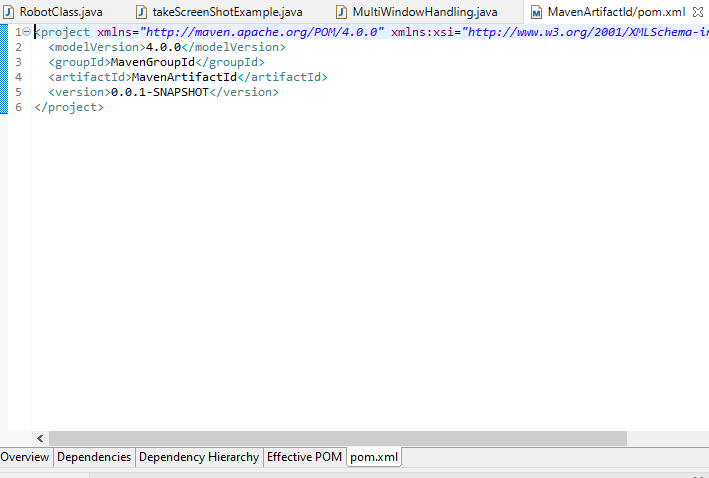 RobotClass.java takeScreenShotExample.java MultiWindowHandling.java MavenArtifactId/pom.xml
1 <project xmlns="http://maven.apache.org/POM/4.0.0" xmlns:xsi="http://www.w3.org/2001/XMLSchema-in
2 <modelVersion>4.0.0</modelVersion>
3 <groupId>MavenGroupId</groupId>
4 <artifactId>MavenArtifactId</artifactId>
5 <version>0.0.1-SNAPSHOT</version>
6 </project>
Overview Dependencies Dependency Hierarchy Effective POM pom.xml